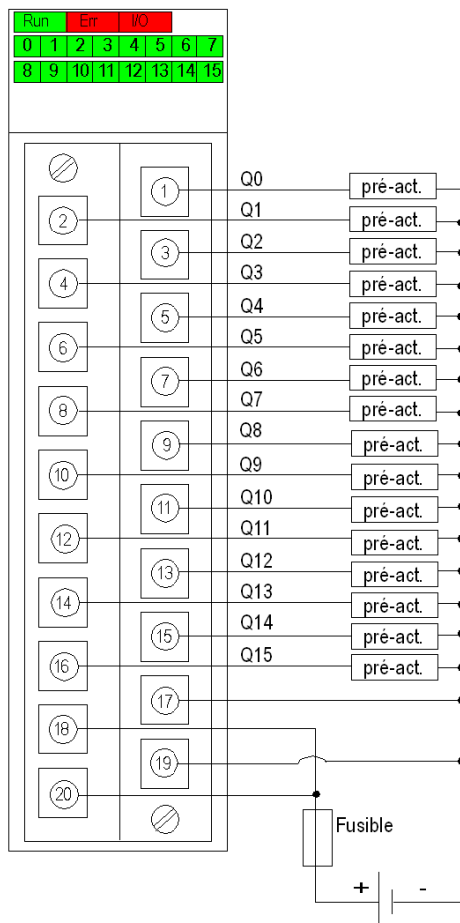 Run Err I/O
0 1 2 3 4 5 6 7
8 9 10 11 12 13 14 15
1 Q0 pré-act.
2 Q1 pré-act.
3 Q2 pré-act.
4 Q3 pré-act.
5 Q4 pré-act.
6 Q5 pré-act.
7 Q6 pré-act.
8 Q7 pré-act.
9 Q8 pré-act.
10 Q9 pré-act.
11 Q10 pré-act.
12 Q11 pré-act.
13 Q12 pré-act.
14 Q13 pré-act.
15 Q14 pré-act.
16 Q15 pré-act.
17
18
19
20
Fusible
+ -